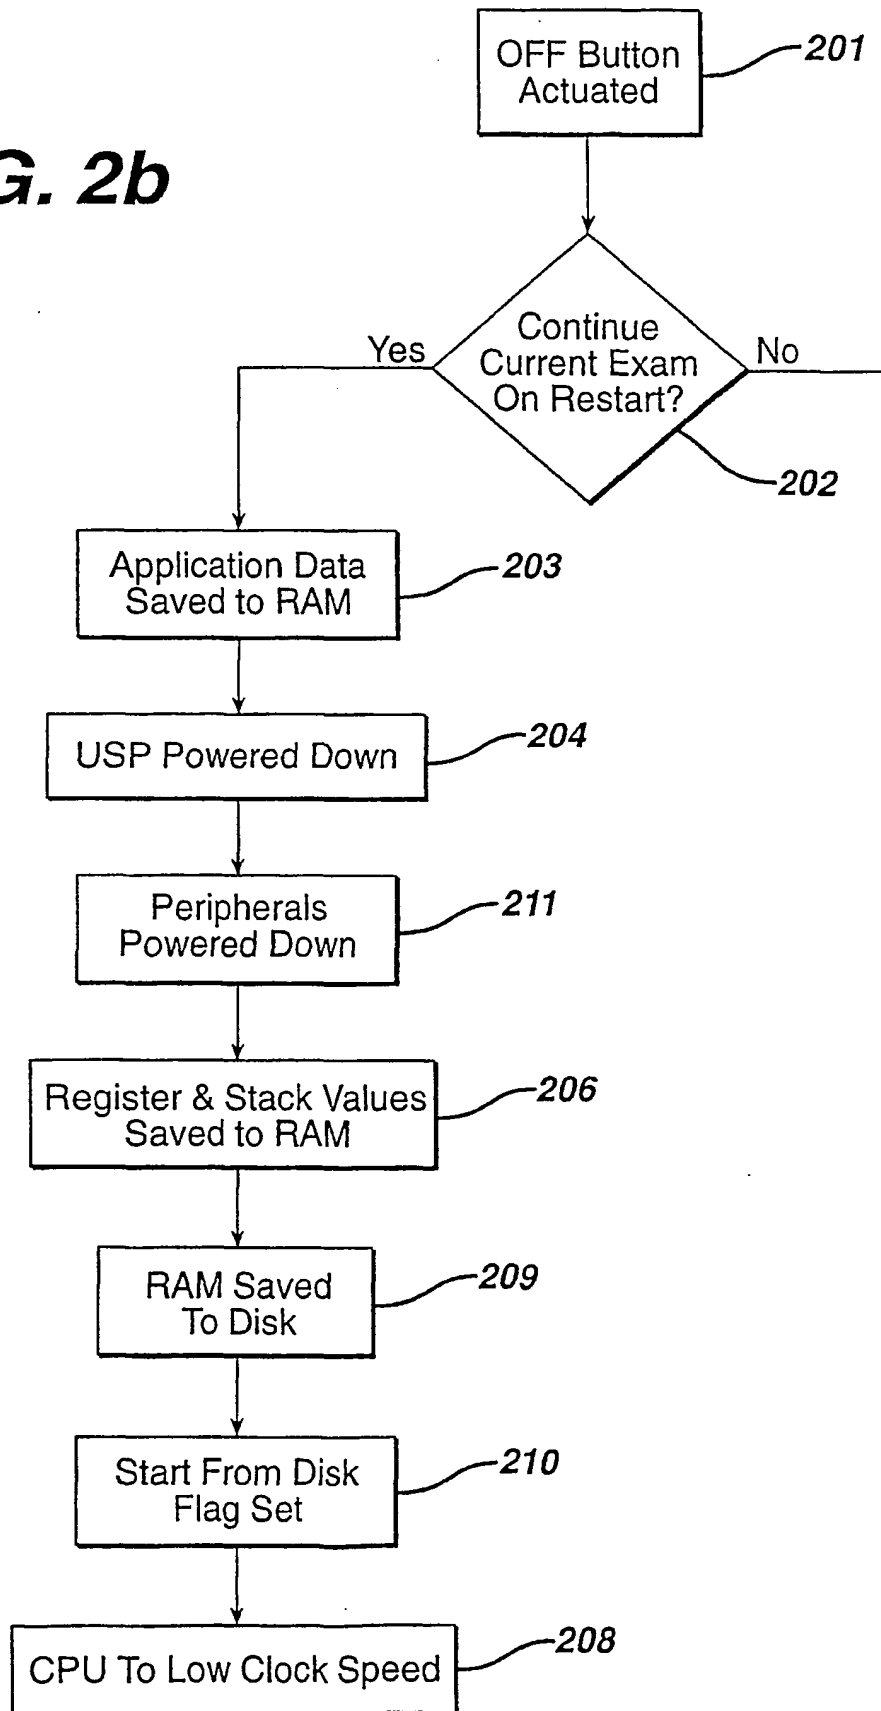 OFF Button
Actuated
201
G. 2b
Continue
Current Exam
On Restart?
Yes
No
202
Application Data
Saved to RAM
203
USP Powered Down
204
Peripherals
Powered Down
211
Register & Stack Values
Saved to RAM
206
RAM Saved
To Disk
209
Start From Disk
Flag Set
210
CPU To Low Clock Speed
208